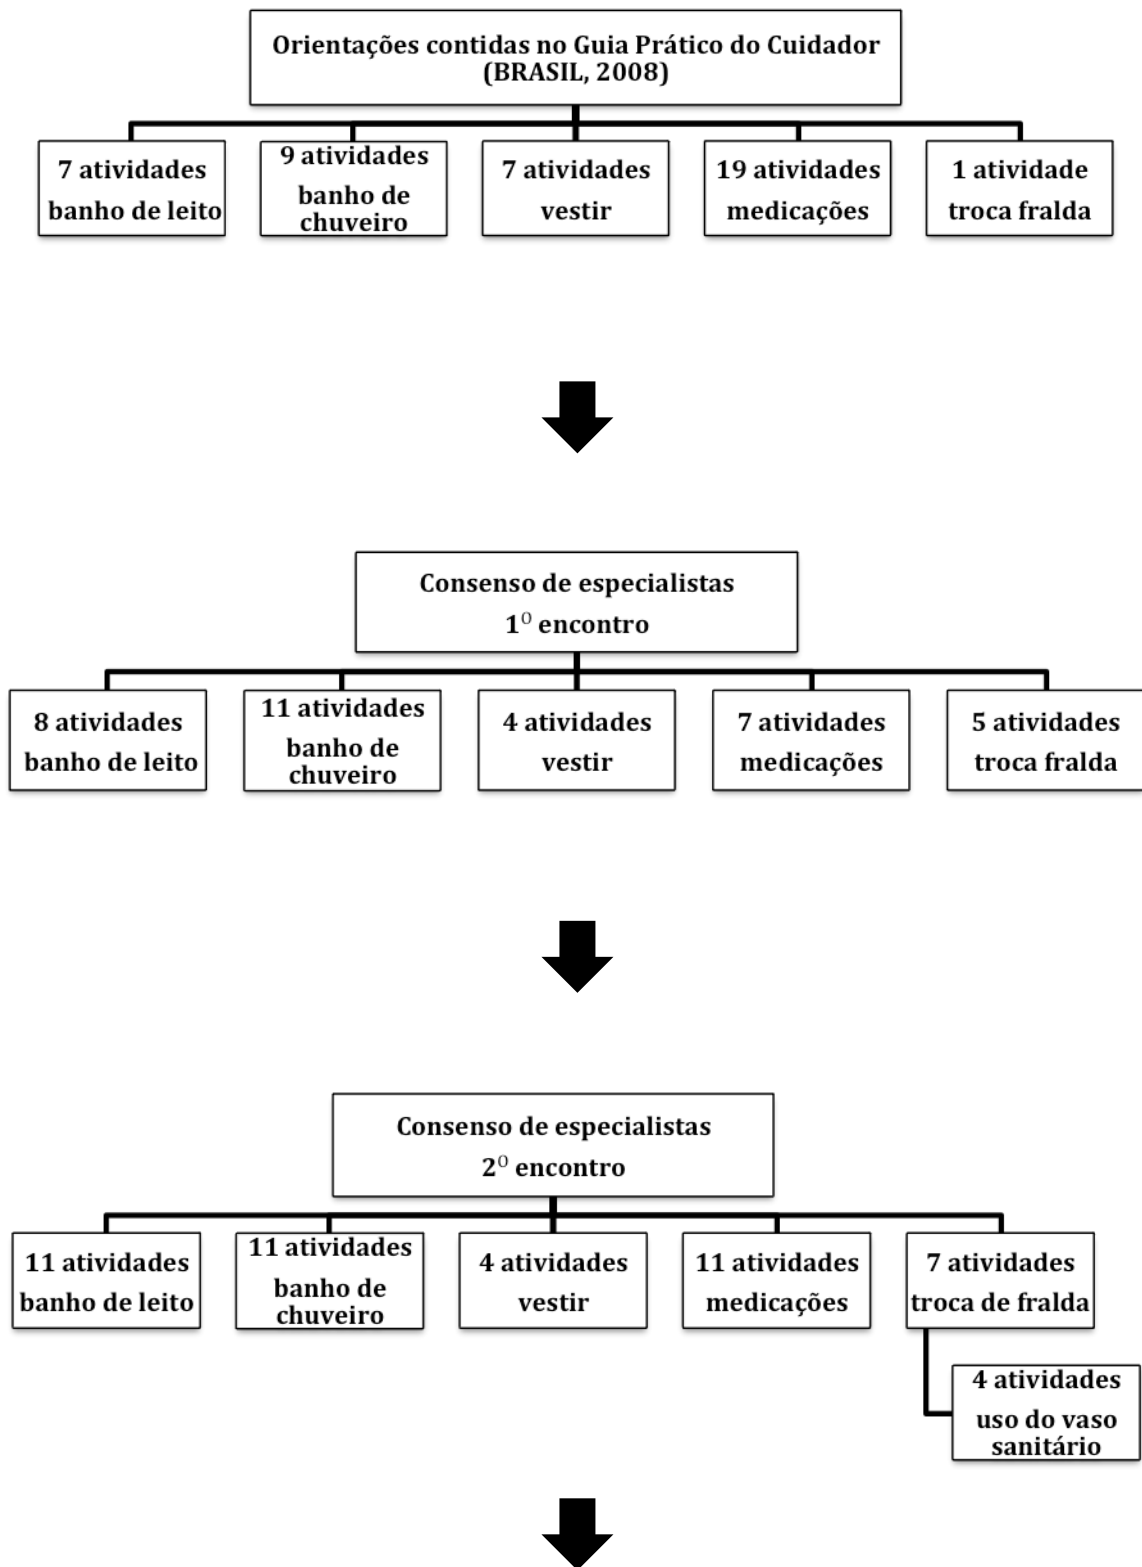 Orientações contidas no Guia Prático do Cuidador
(BRASIL, 2008)
7 atividades
banho de leito
9 atividades
banho de
chuveiro
7 atividades
vestir
19 atividades
medicações
1 atividade
troca fralda
Consenso de especialistas
1º encontro
8 atividades
banho de leito
11 atividades
banho de
chuveiro
4 atividades
vestir
7 atividades
medicações
5 atividades
troca fralda
Consenso de especialistas
2º encontro
11 atividades
banho de leito
11 atividades
banho de
chuveiro
4 atividades
vestir
11 atividades
medicações
7 atividades
troca de fralda
4 atividades
uso do vaso
sanitário